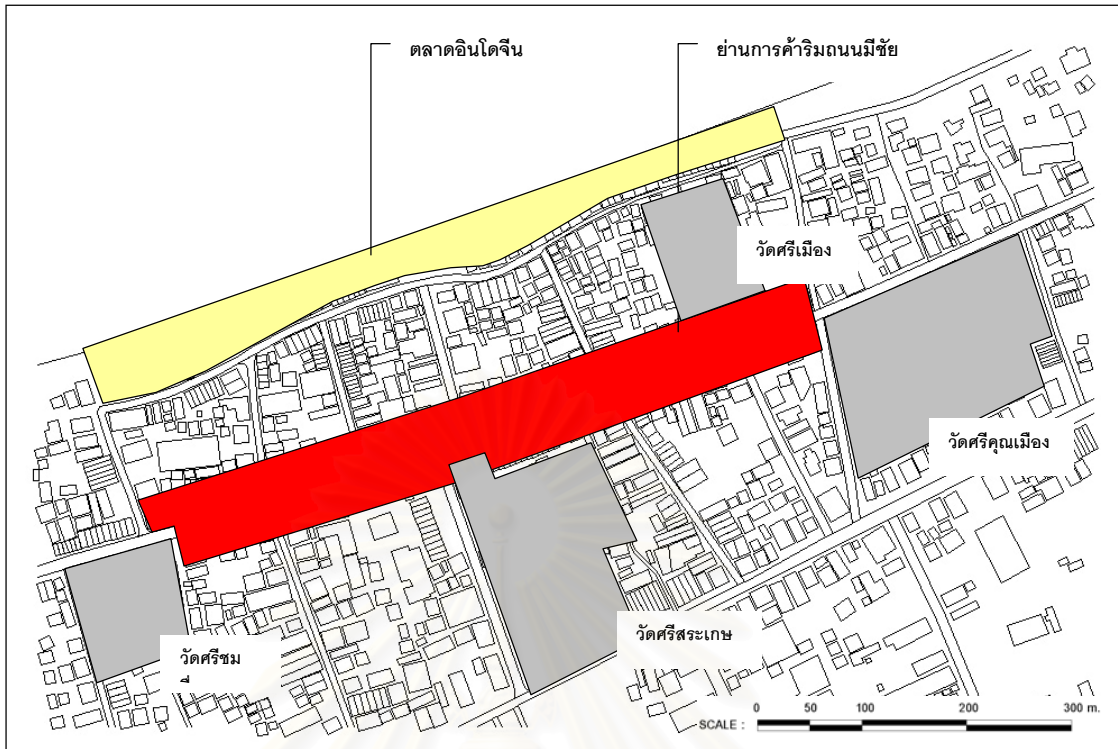 ตลาดอินโดจีน
ย่านการค้าริมถนนมีชัย
วัดศรีเมือง
วัดศรีคุณเมือง
วัดศรีสระเกษ
วัดศรีชม
SCALE :
0 50 100 200 300 m.